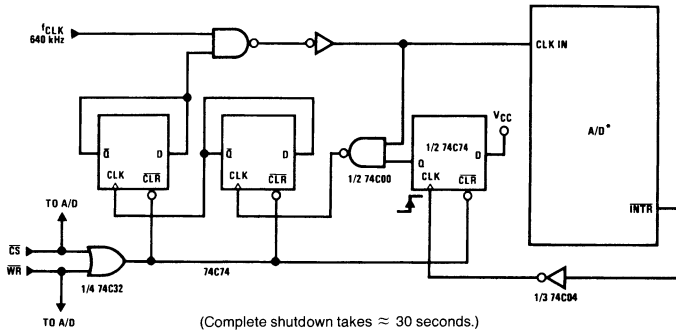 fCLK
640 kHz
CLK IN
A/D*
VCC
Q̅ D
CLK
C̅L̅R̅
Q̅ D
CLK
C̅L̅R̅
1/2 74C00
1/2 74C74
Q D
CLK C̅L̅R̅
I̅N̅T̅R̅
TO A/D
C̅S̅
W̅R̅
1/4 74C32
74C74
1/3 74C04
TO A/D
(Complete shutdown takes ≈ 30 seconds.)